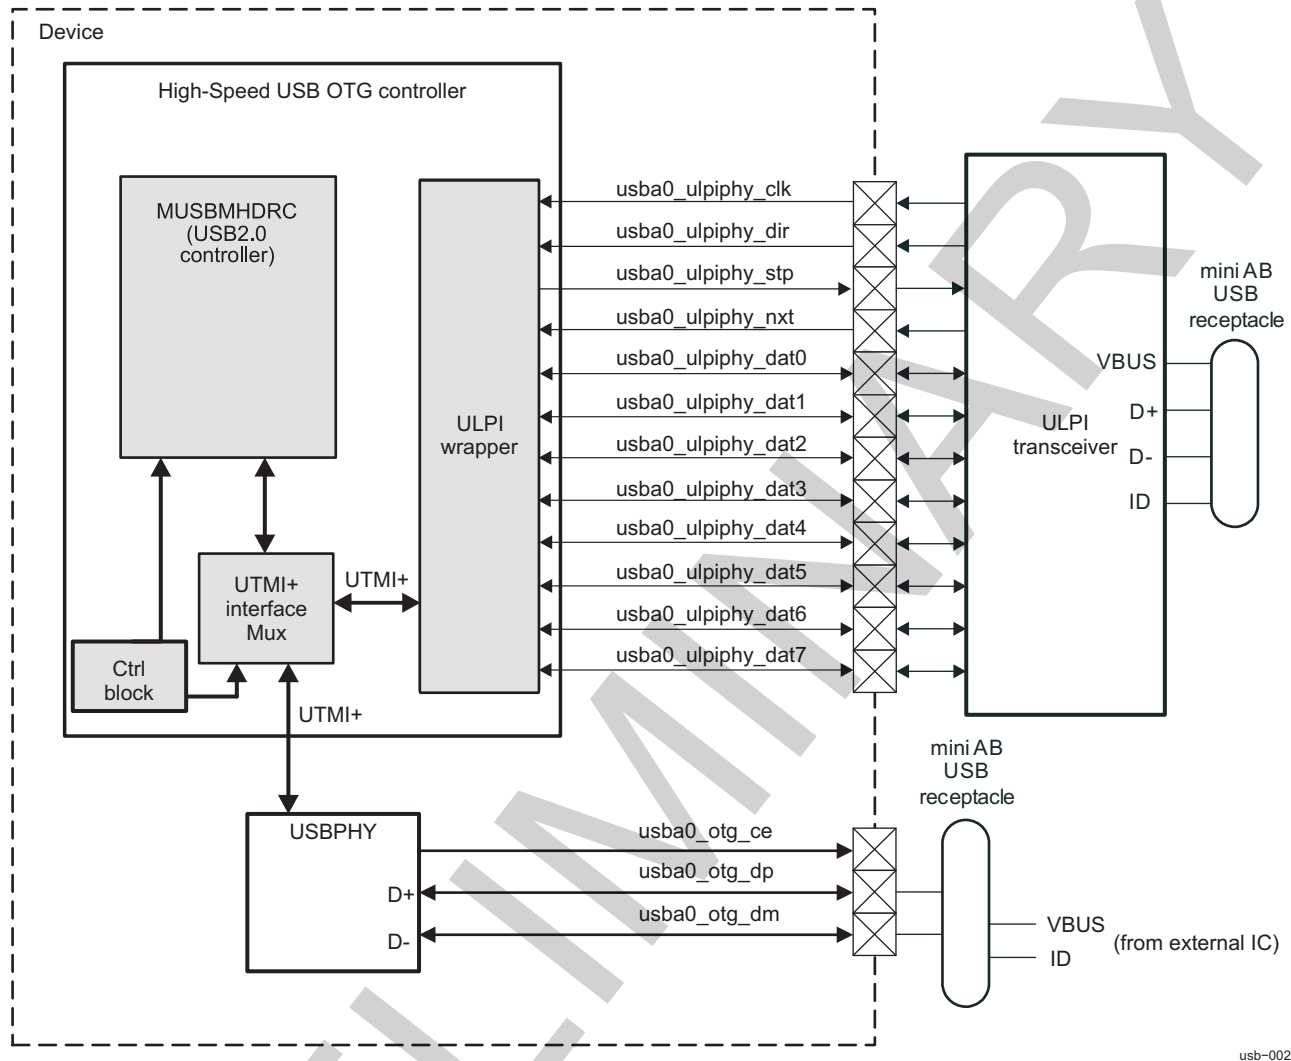 Device
High-Speed USB OTG controller
MUSBMHDRC
(USB2.0
controller)
UTMI+
interface
Mux
UTMI+
Ctrl
block
UTMI+
ULPI
wrapper
usba0_ulpiphy_clk
usba0_ulpiphy_dir
usba0_ulpiphy_stp
usba0_ulpiphy_nxt
usba0_ulpiphy_dat0
usba0_ulpiphy_dat1
usba0_ulpiphy_dat2
usba0_ulpiphy_dat3
usba0_ulpiphy_dat4
usba0_ulpiphy_dat5
usba0_ulpiphy_dat6
usba0_ulpiphy_dat7
ULPI
transceiver
VBUS
D+
D-
ID
mini AB
USB
receptacle
USBPHY
D+
D-
usba0_otg_ce
usba0_otg_dp
usba0_otg_dm
mini AB
USB
receptacle
VBUS
ID
(from external IC)
usb-002
ELIMINARY